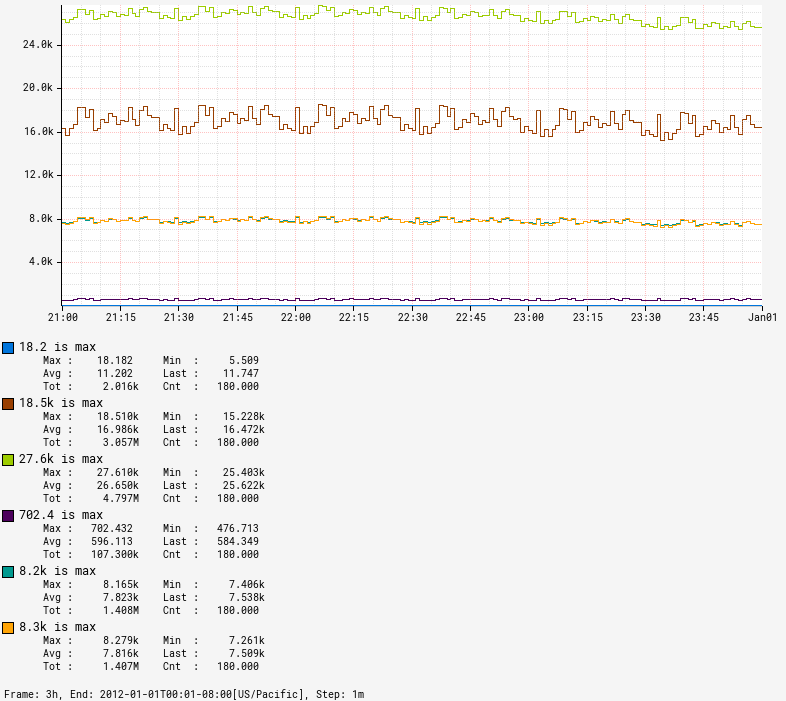 24.0k
20.0k
16.0k
12.0k
8.0k
4.0k
21:00 21:15 21:30 21:45 22:00 22:15 22:30 22:45 23:00 23:15 23:30 23:45 Jan01
18.2 is max
Max : 18.182 Min : 5.509
Avg : 11.202 Last : 11.747
Tot : 2.016k Cnt : 180.000
18.5k is max
Max : 18.510k Min : 15.228k
Avg : 16.986k Last : 16.472k
Tot : 3.057M Cnt : 180.000
27.6k is max
Max : 27.610k Min : 25.403k
Avg : 26.650k Last : 25.622k
Tot : 4.797M Cnt : 180.000
702.4 is max
Max : 702.432 Min : 476.713
Avg : 596.113 Last : 584.349
Tot : 107.300k Cnt : 180.000
8.2k is max
Max : 8.165k Min : 7.406k
Avg : 7.823k Last : 7.538k
Tot : 1.408M Cnt : 180.000
8.3k is max
Max : 8.279k Min : 7.261k
Avg : 7.816k Last : 7.509k
Tot : 1.407M Cnt : 180.000
Frame: 3h, End: 2012-01-01T00:01-08:00[US/Pacific], Step: 1m